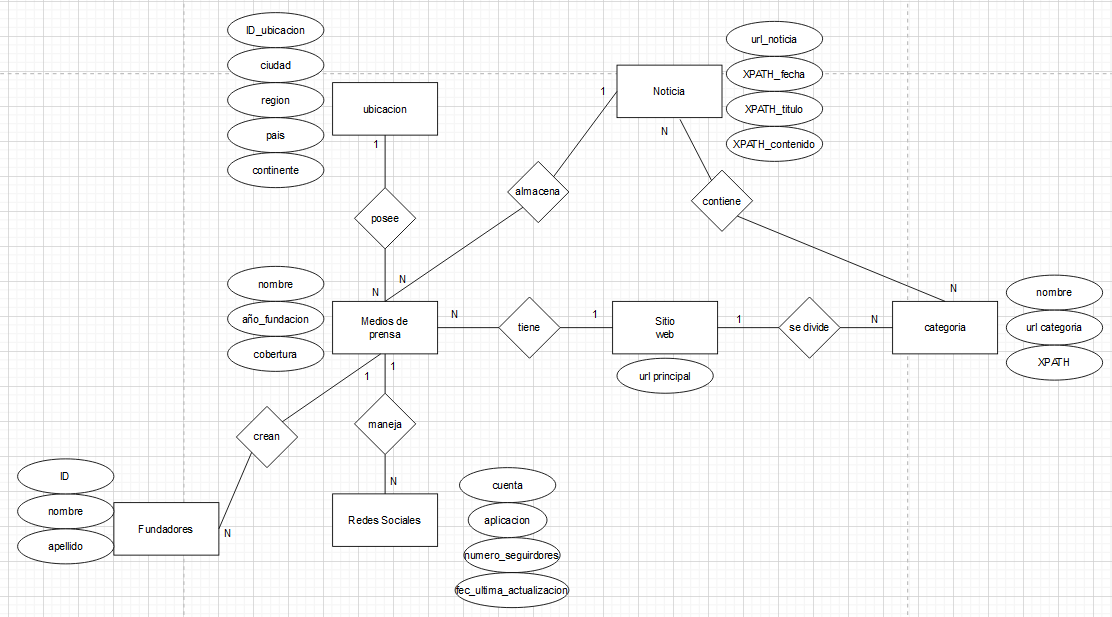 ID_ubicacion
ciudad
region
pais
continente
ubicacion
1
posee
N
almacena
1
N
Noticia
url_noticia
XPATH_fecha
XPATH_titulo
XPATH_contenido
N
contiene
N
nombre
año_fundacion
cobertura
Medios de
prensa
N
tiene
1
Sitio
web
url principal
1
se divide
N
categoria
nombre
url categoria
XPATH
1
1
crean
maneja
N
N
ID
nombre
apellido
Fundadores
Redes Sociales
cuenta
aplicacion
numero_seguirdores
fec_ultima_actualizacion